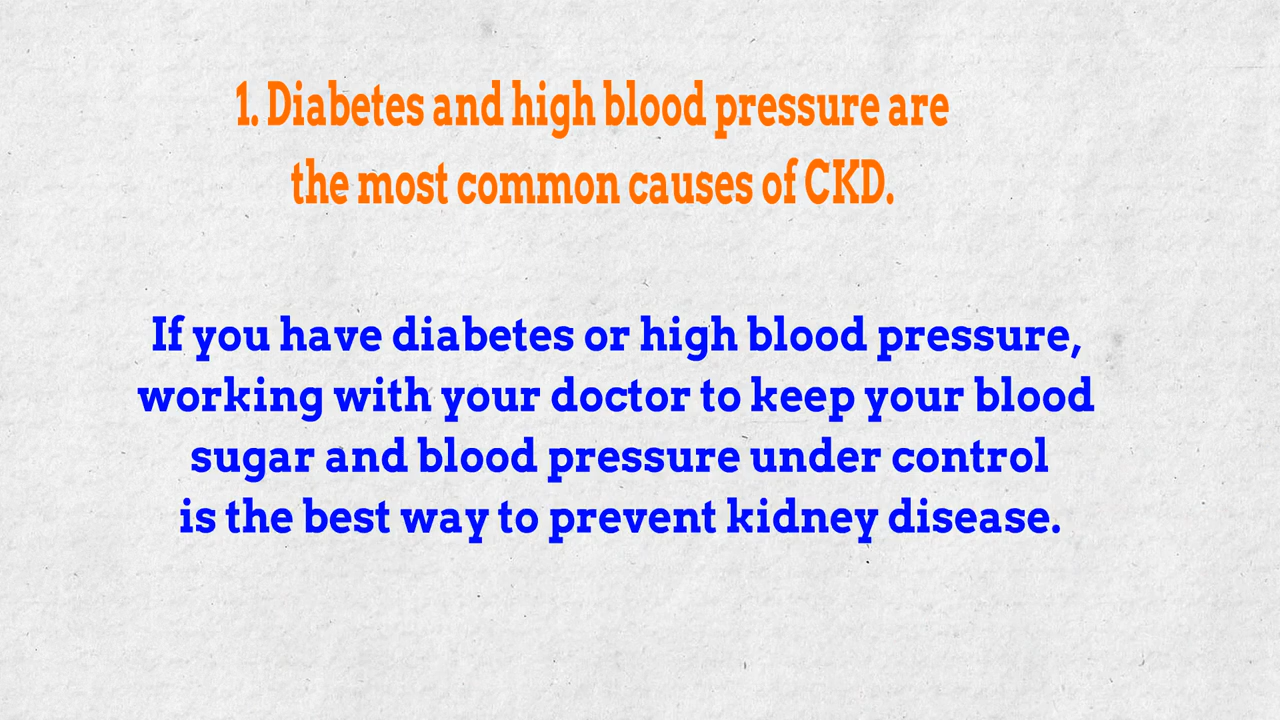 1. Diabetes and high blood pressure are
the most common causes of CKD.
If you have diabetes or high blood pressure,
working with your doctor to keep your blood
sugar and blood pressure under control
is the best way to prevent kidney disease.